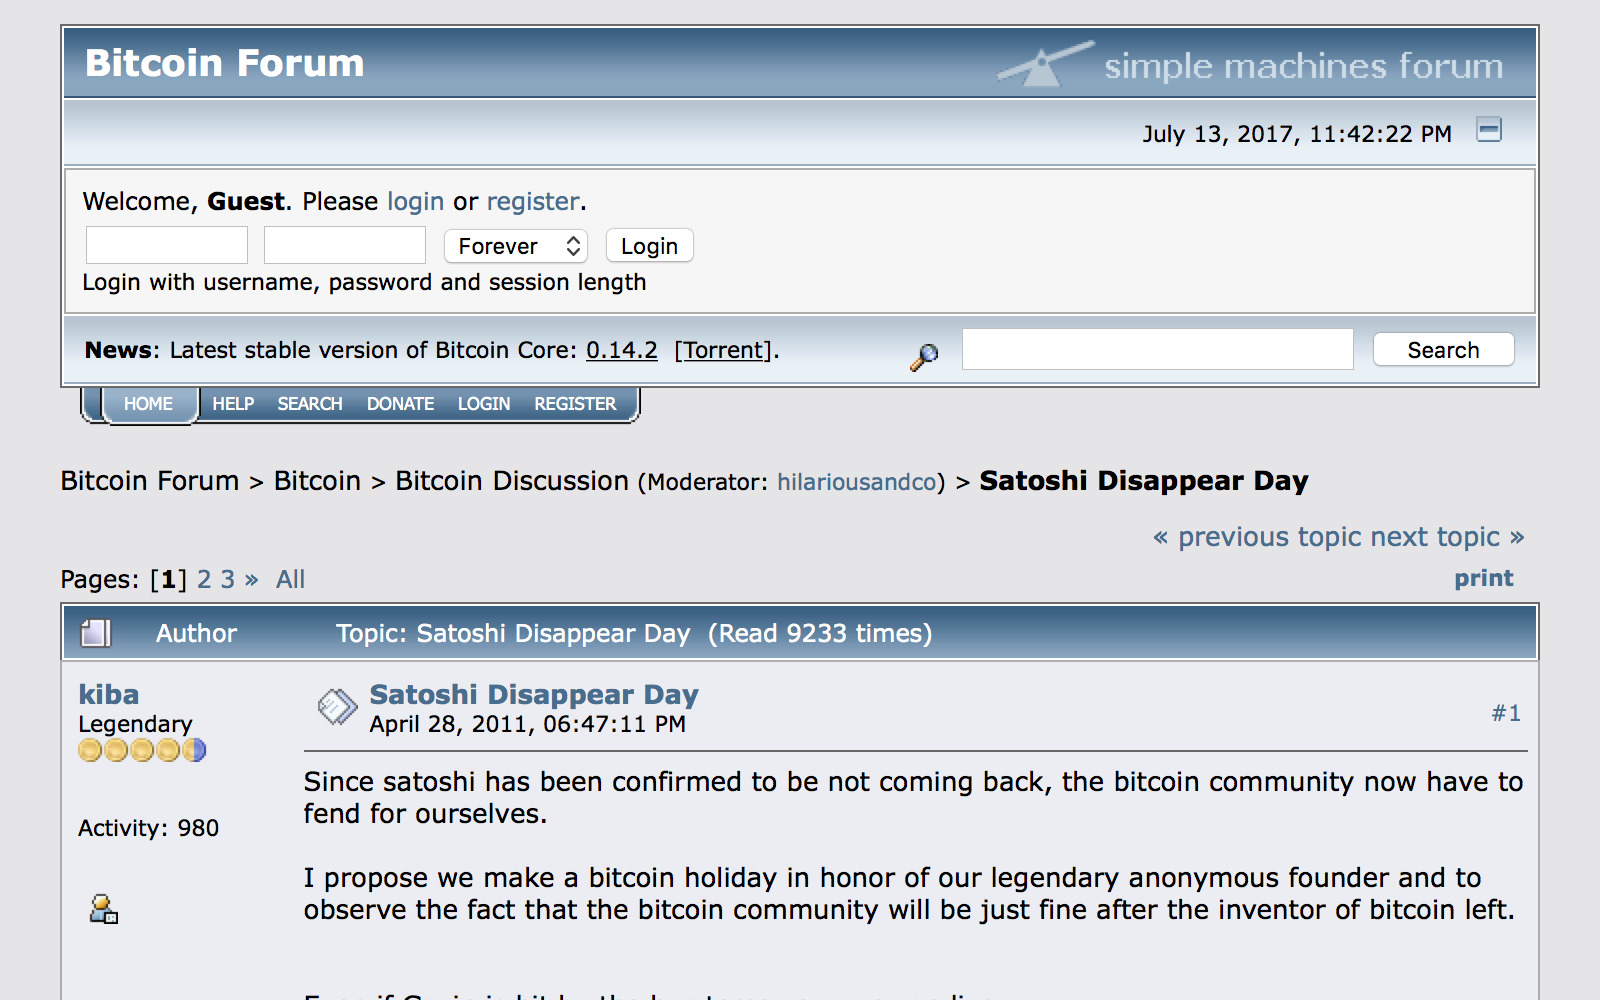 Bitcoin Forum
simple machines forum
July 13, 2017, 11:42:22 PM
Welcome, Guest. Please login or register.
Forever
Login
Login with username, password and session length
News: Latest stable version of Bitcoin Core: 0.14.2 [Torrent].
Search
HOME HELP SEARCH DONATE LOGIN REGISTER
Bitcoin Forum > Bitcoin > Bitcoin Discussion (Moderator: hilariousandco) > Satoshi Disappear Day
« previous topic next topic »
Pages: [1] 2 3 » All
print
Author Topic: Satoshi Disappear Day (Read 9233 times)
kiba
Legendary
Activity: 980
Satoshi Disappear Day
April 28, 2011, 06:47:11 PM
#1
Since satoshi has been confirmed to be not coming back, the bitcoin community now have to
fend for ourselves.
I propose we make a bitcoin holiday in honor of our legendary anonymous founder and to
observe the fact that the bitcoin community will be just fine after the inventor of bitcoin left.